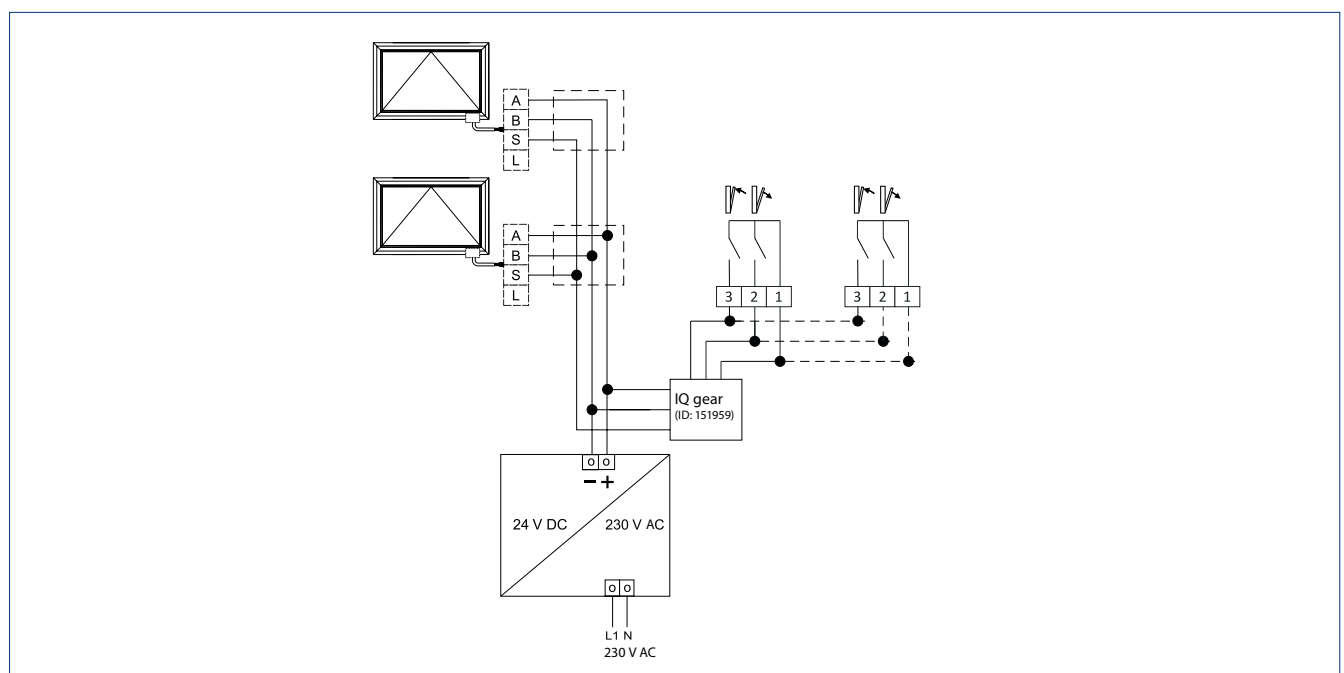 A
B
S
L
A
B
S
L
3 2 1
3 2 1
IQ gear
(ID: 151959)
o o
− +
24 V DC
230 V AC
o o
L1 N
230 V AC